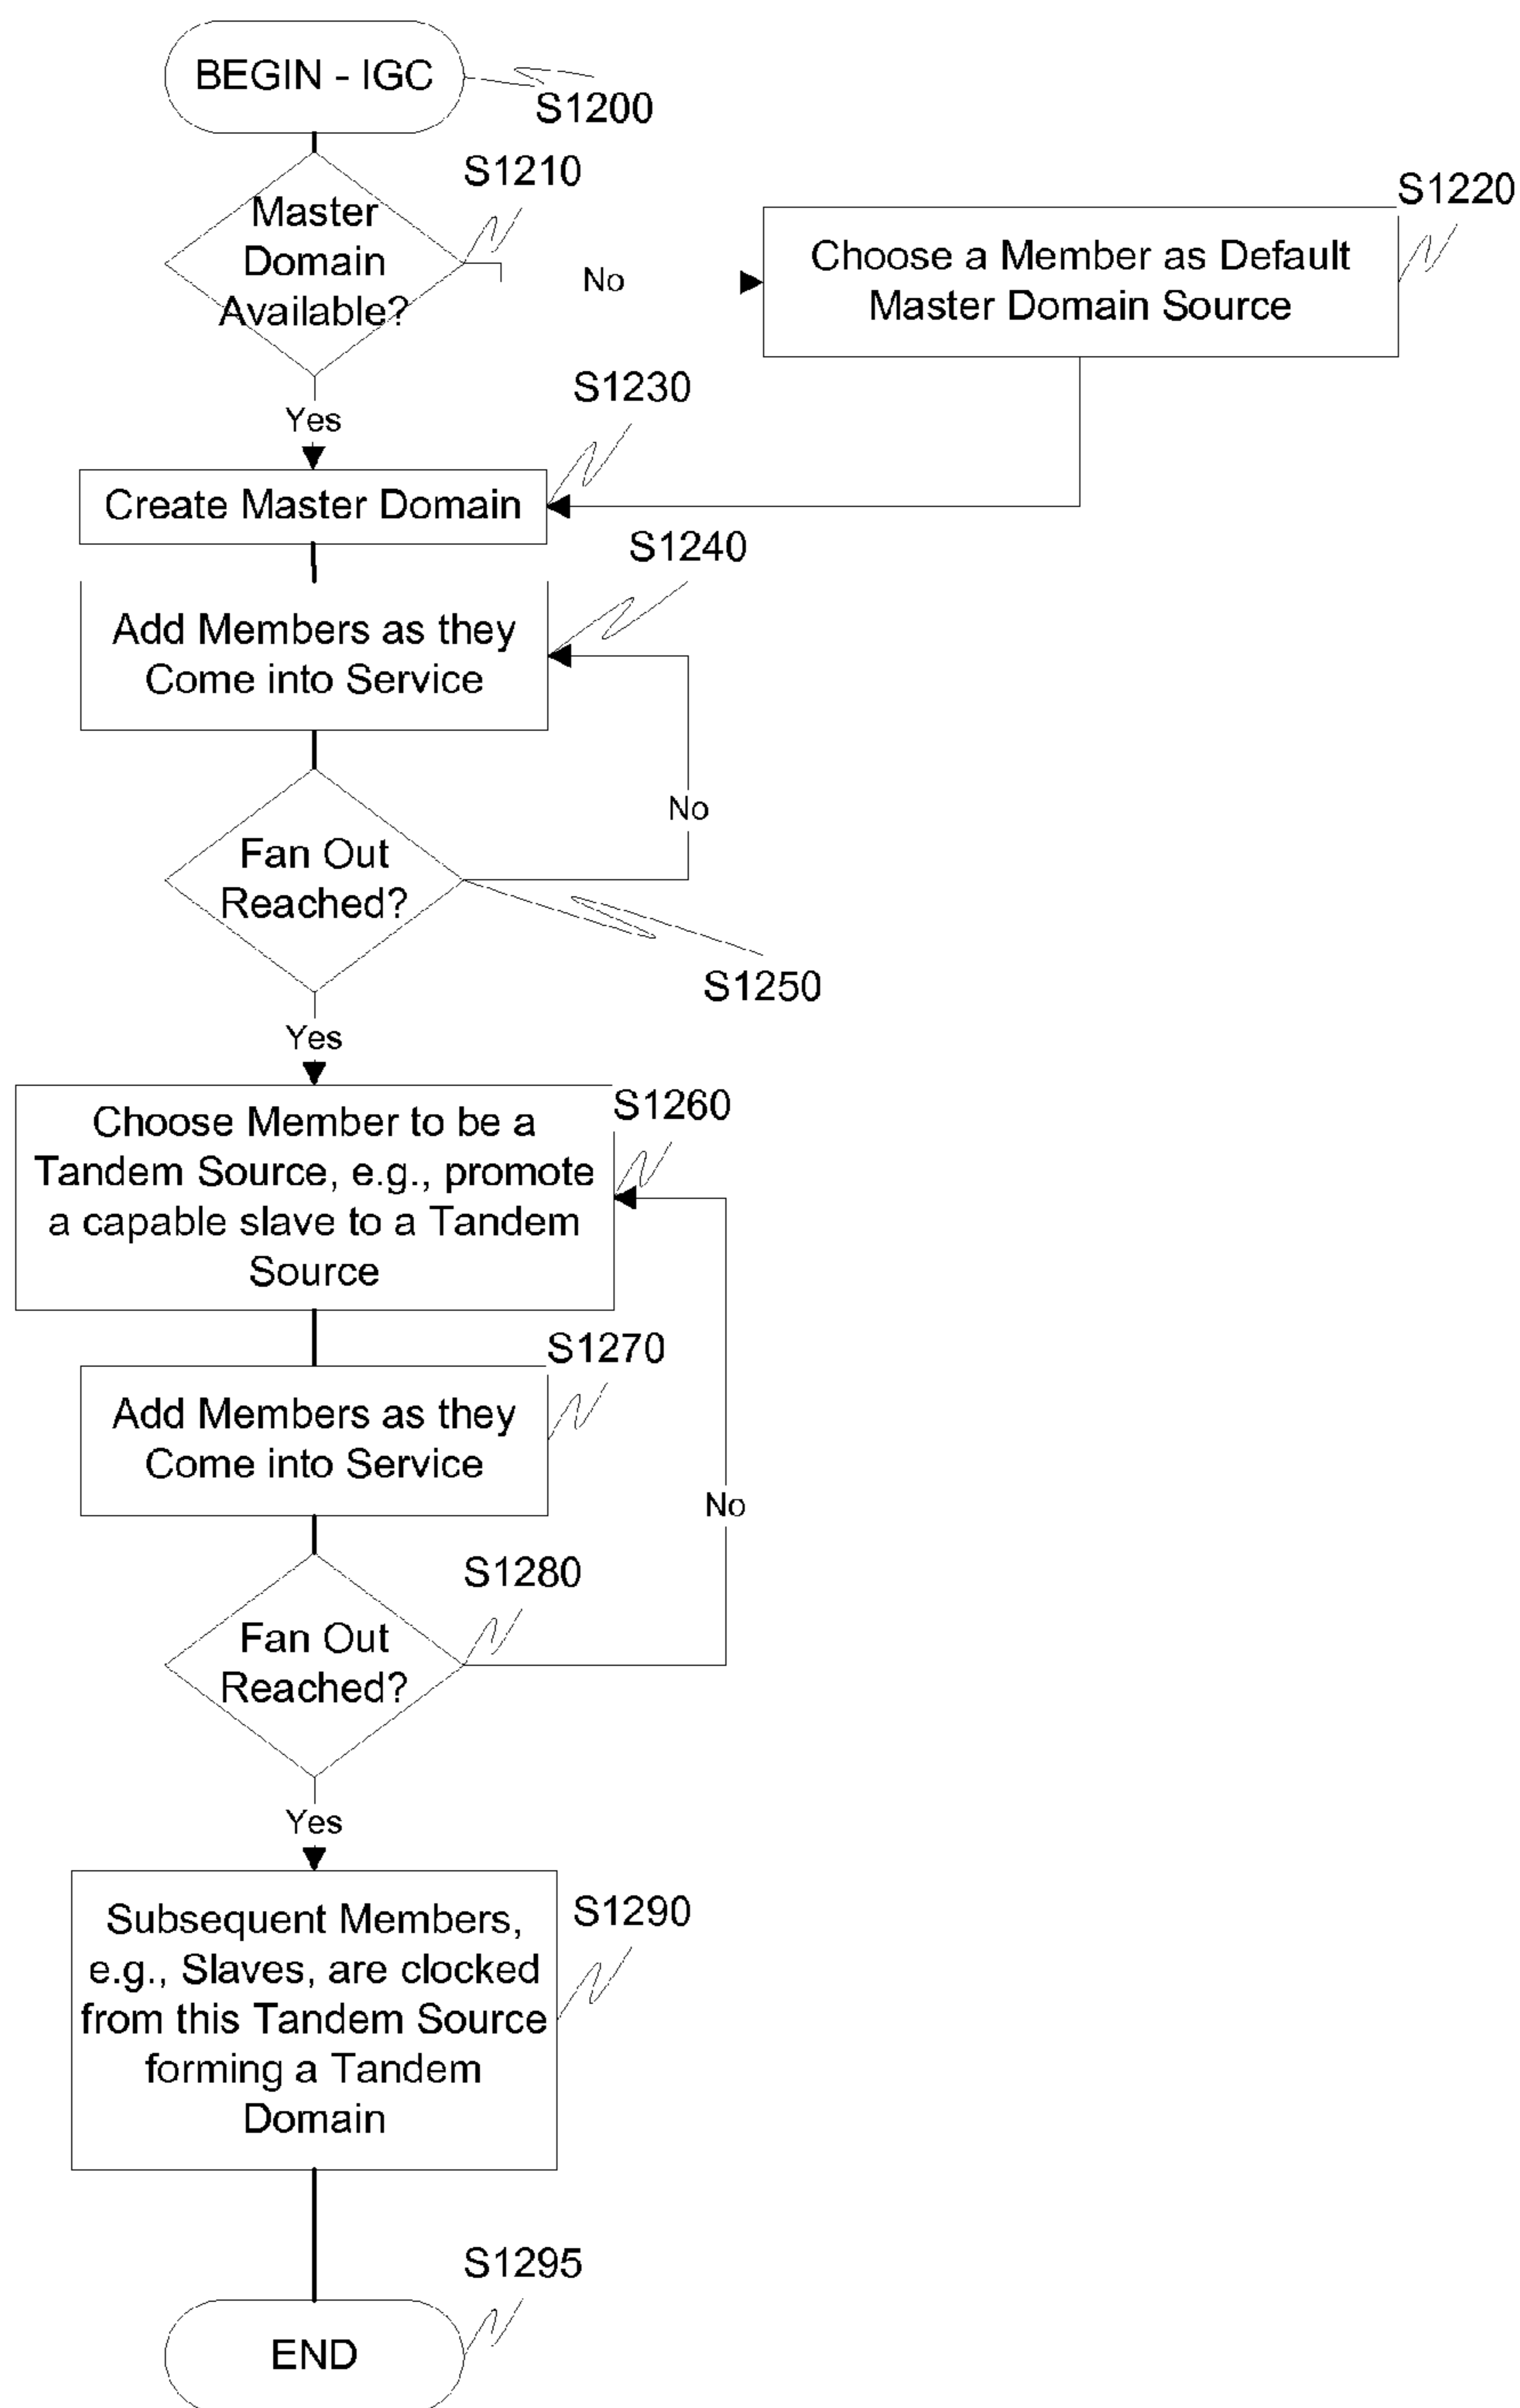 BEGIN - IGC
S1200
S1210
Master
Domain
Available?
No
S1220
Choose a Member as Default
Master Domain Source
Yes
S1230
Create Master Domain
S1240
Add Members as they
Come into Service
No
Fan Out
Reached?
S1250
Yes
S1260
Choose Member to be a
Tandem Source, e.g., promote
a capable slave to a Tandem
Source
S1270
Add Members as they
Come into Service
No
S1280
Fan Out
Reached?
Yes
S1290
Subsequent Members,
e.g., Slaves, are clocked
from this Tandem Source
forming a Tandem
Domain
S1295
END